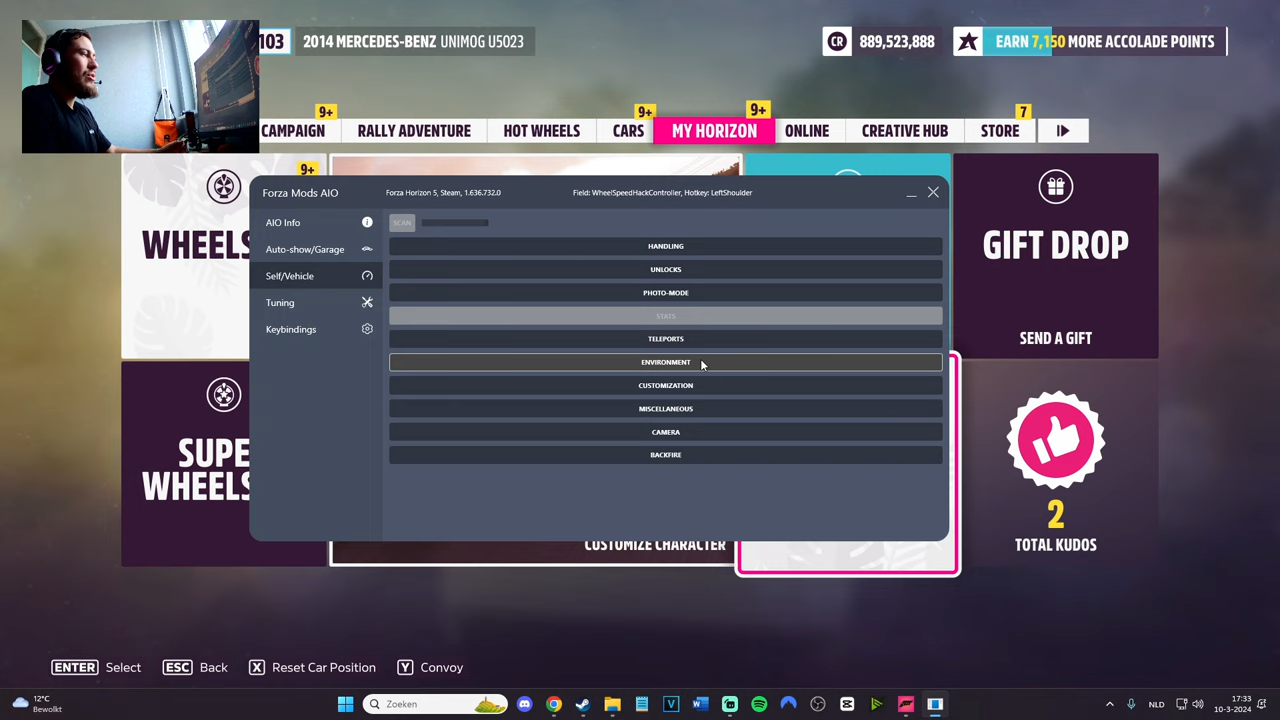 103
2014 MERCEDES-BENZ UNIMOG U5023
CR 889,523,888
EARN 7,150 MORE ACCOLADE POINTS
9+
9+
9+
7
CAMPAIGN
RALLY ADVENTURE
HOT WHEELS
CARS
MY HORIZON
ONLINE
CREATIVE HUB
STORE
9+
WHEELS
GIFT DROP
SEND A GIFT
Forza Mods AIO
Forza Horizon 5, Steam, 1.636.732.0
Field: WheelSpeedHackController, Hotkey: LeftShoulder
AIO Info
Auto-show/Garage
Self/Vehicle
Tuning
Keybindings
SCAN
HANDLING
UNLOCKS
PHOTO-MODE
STATS
TELEPORTS
ENVIRONMENT
CUSTOMIZATION
MISCELLANEOUS
CAMERA
BACKFIRE
SUPE
WHEELS
CUSTOMIZE CHARACTER
2
TOTAL KUDOS
ENTER Select
ESC Back
X Reset Car Position
Y Convoy
12°C
Bewolkt
Zoeken
NLD
17:33
10-3-2024